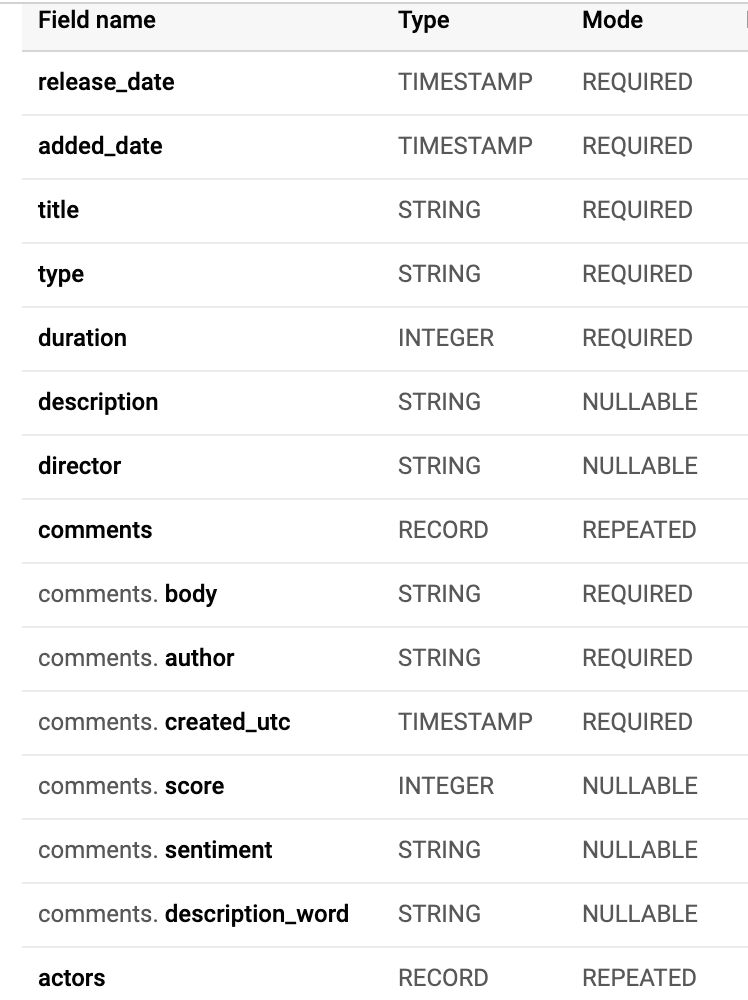 Field name Type Mode
release_date TIMESTAMP REQUIRED
added_date TIMESTAMP REQUIRED
title STRING REQUIRED
type STRING REQUIRED
duration INTEGER REQUIRED
description STRING NULLABLE
director STRING NULLABLE
comments RECORD REPEATED
comments. body STRING REQUIRED
comments. author STRING REQUIRED
comments. created_utc TIMESTAMP REQUIRED
comments. score INTEGER NULLABLE
comments. sentiment STRING NULLABLE
comments. description_word STRING NULLABLE
actors RECORD REPEATED